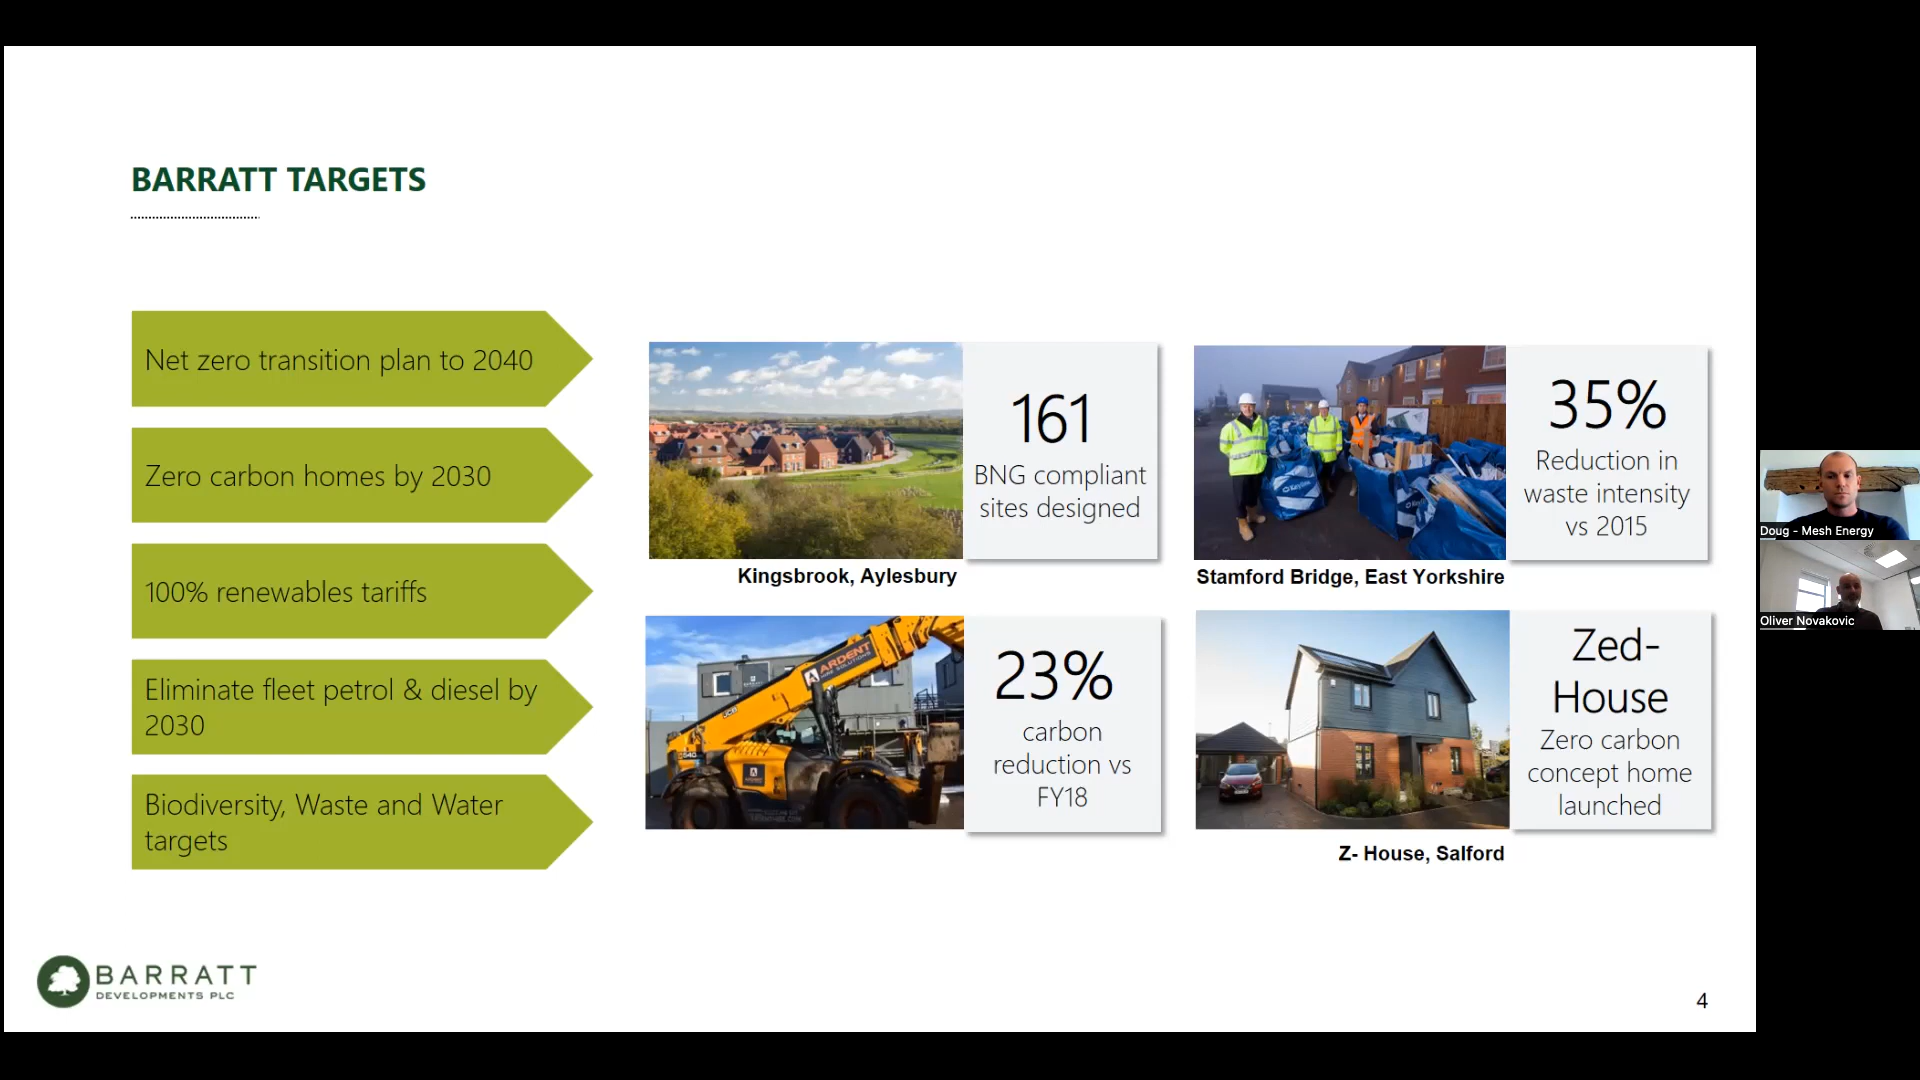 BARRATT TARGETS
Net zero transition plan to 2040
Zero carbon homes by 2030
100% renewables tariffs
Eliminate fleet petrol & diesel by
2030
Biodiversity, Waste and Water
targets
161
BNG compliant
sites designed
Kingsbrook, Aylesbury
35%
Reduction in
waste intensity
vs 2015
Stamford Bridge, East Yorkshire
ARDENT
JCB
23%
carbon
reduction vs
FY18
Zed-
House
Zero carbon
concept home
launched
Z- House, Salford
BARRATT
DEVELOPMENTS PLC
4
Doug - Mesh Energy
Oliver Novakovic